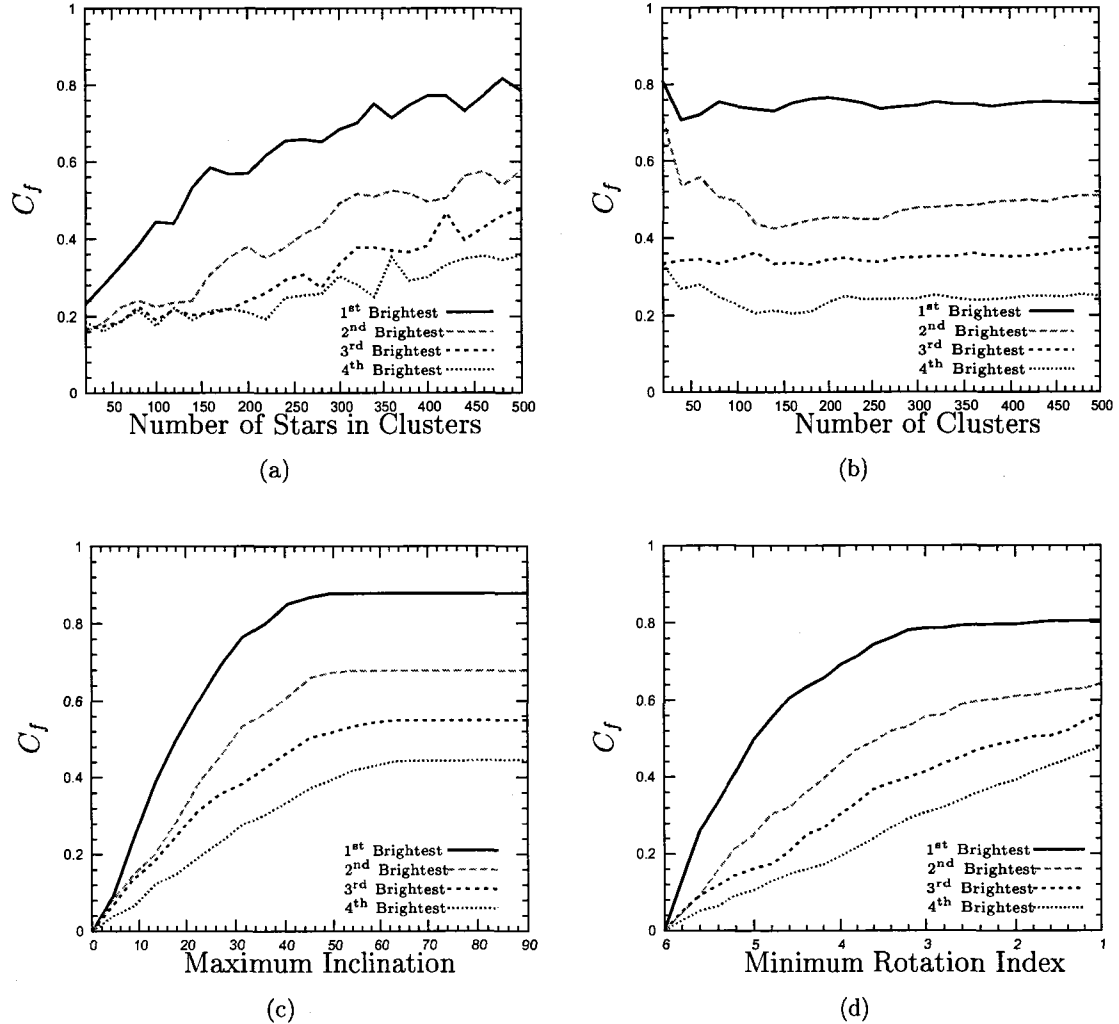 1
0.8
0.6
0.4
0.2
0
C_f
1st Brightest
2nd Brightest
3rd Brightest
4th Brightest
50 100 150 200 250 300 350 400 450 500
Number of Stars in Clusters
(a)
1
0.8
0.6
0.4
0.2
0
C_f
1st Brightest
2nd Brightest
3rd Brightest
4th Brightest
50 100 150 200 250 300 350 400 450 500
Number of Clusters
(b)
1
0.8
0.6
0.4
0.2
0
C_f
1st Brightest
2nd Brightest
3rd Brightest
4th Brightest
0 10 20 30 40 50 60 70 80 90
Maximum Inclination
(c)
1
0.8
0.6
0.4
0.2
0
C_f
1st Brightest
2nd Brightest
3rd Brightest
4th Brightest
6 5 4 3 2 1
Minimum Rotation Index
(d)